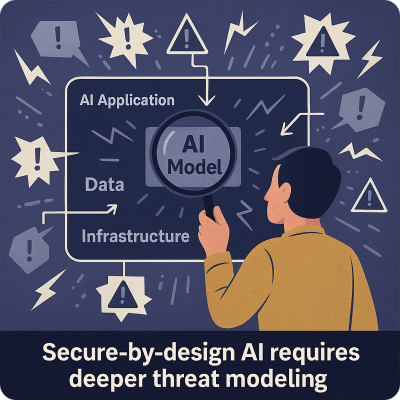 AI Application
AI
Model
Data
Infrastructure
Secure-by-design AI requires
deeper threat modeling